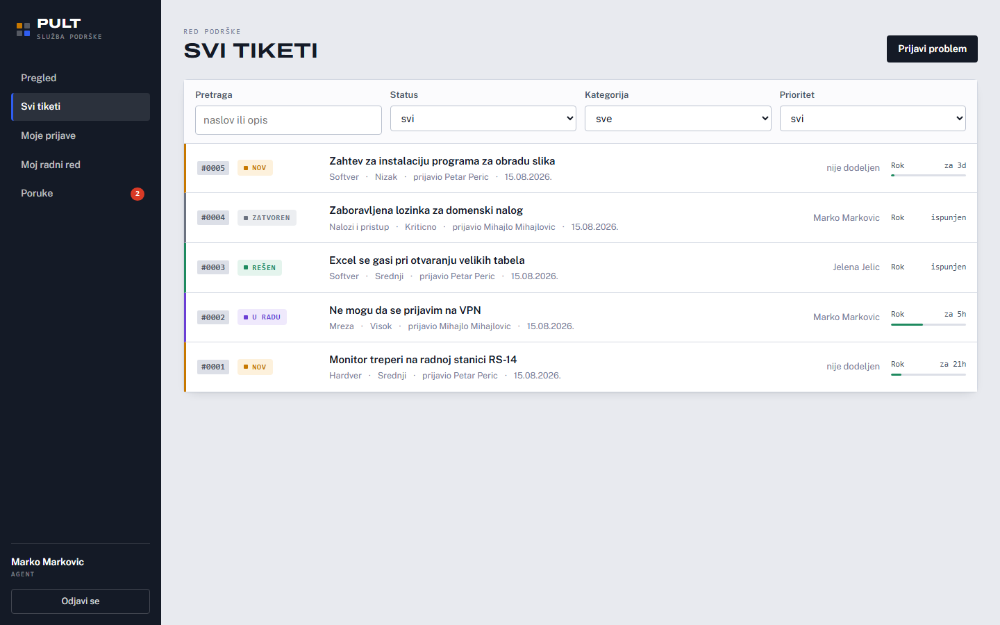 PULT
SLUŽBA PODRŠKE
Pregled
Svi tiketi
Moje prijave
Moj radni red
Poruke 2
Marko Markovic
AGENT
Odjavi se
RED PODRŠKE
SVI TIKETI
Prijavi problem
Pretraga Status Kategorija Prioritet
naslov ili opis svi sve svi
#0005 NOV Zahtev za instalaciju programa za obradu slika nije dodeljen Rok za 3d
Softver · Nizak · prijavio Petar Peric · 15.08.2026.
#0004 ZATVOREN Zaboravljena lozinka za domenski nalog Marko Markovic Rok ispunjen
Nalozi i pristup · Kriticno · prijavio Mihajlo Mihajlovic · 15.08.2026.
#0003 REŠEN Excel se gasi pri otvaranju velikih tabela Jelena Jelic Rok ispunjen
Softver · Srednji · prijavio Petar Peric · 15.08.2026.
#0002 U RADU Ne mogu da se prijavim na VPN Marko Markovic Rok za 5h
Mreza · Visok · prijavio Mihajlo Mihajlovic · 15.08.2026.
#0001 NOV Monitor treperi na radnoj stanici RS-14 nije dodeljen Rok za 21h
Hardver · Srednji · prijavio Petar Peric · 15.08.2026.